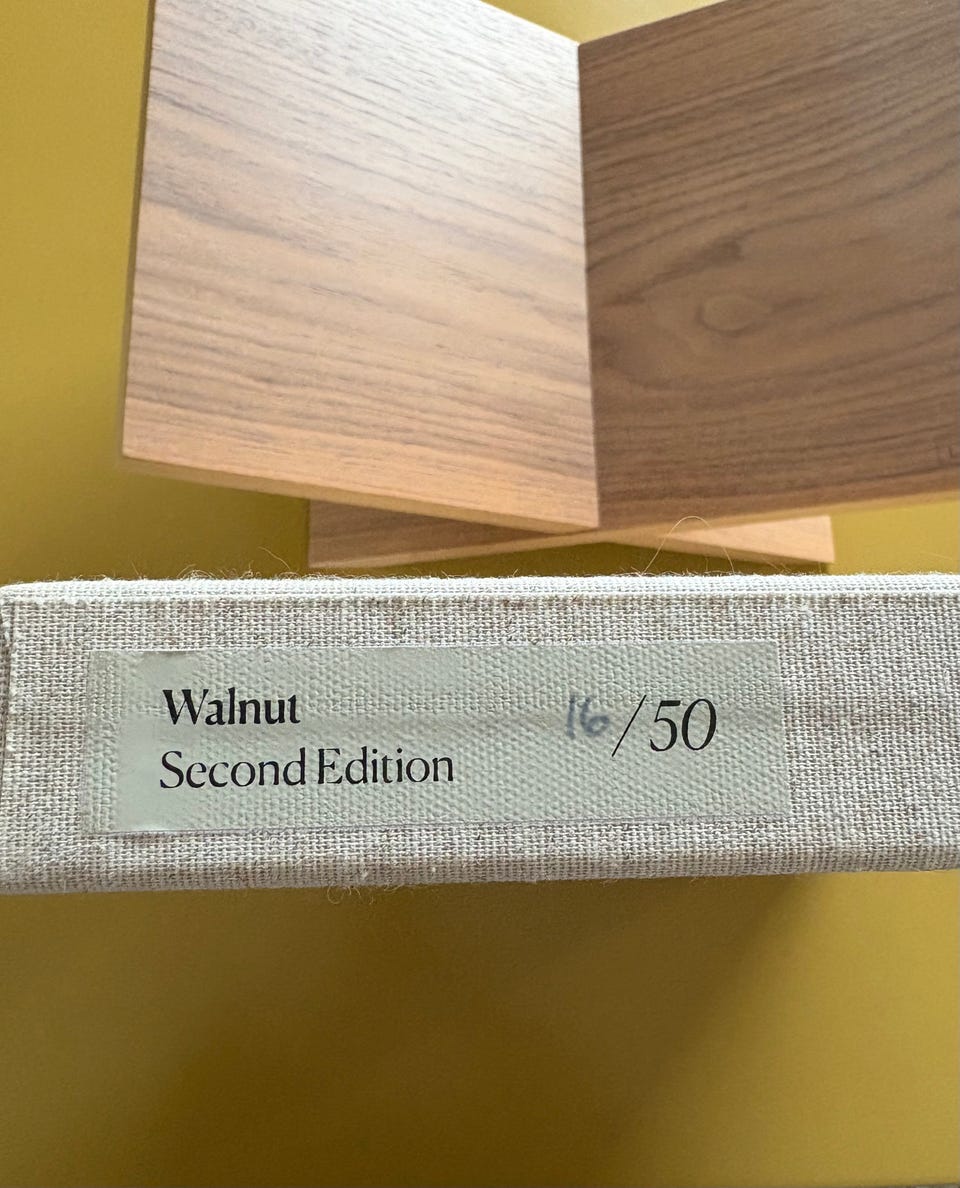 Walnut
Second Edition
16/50